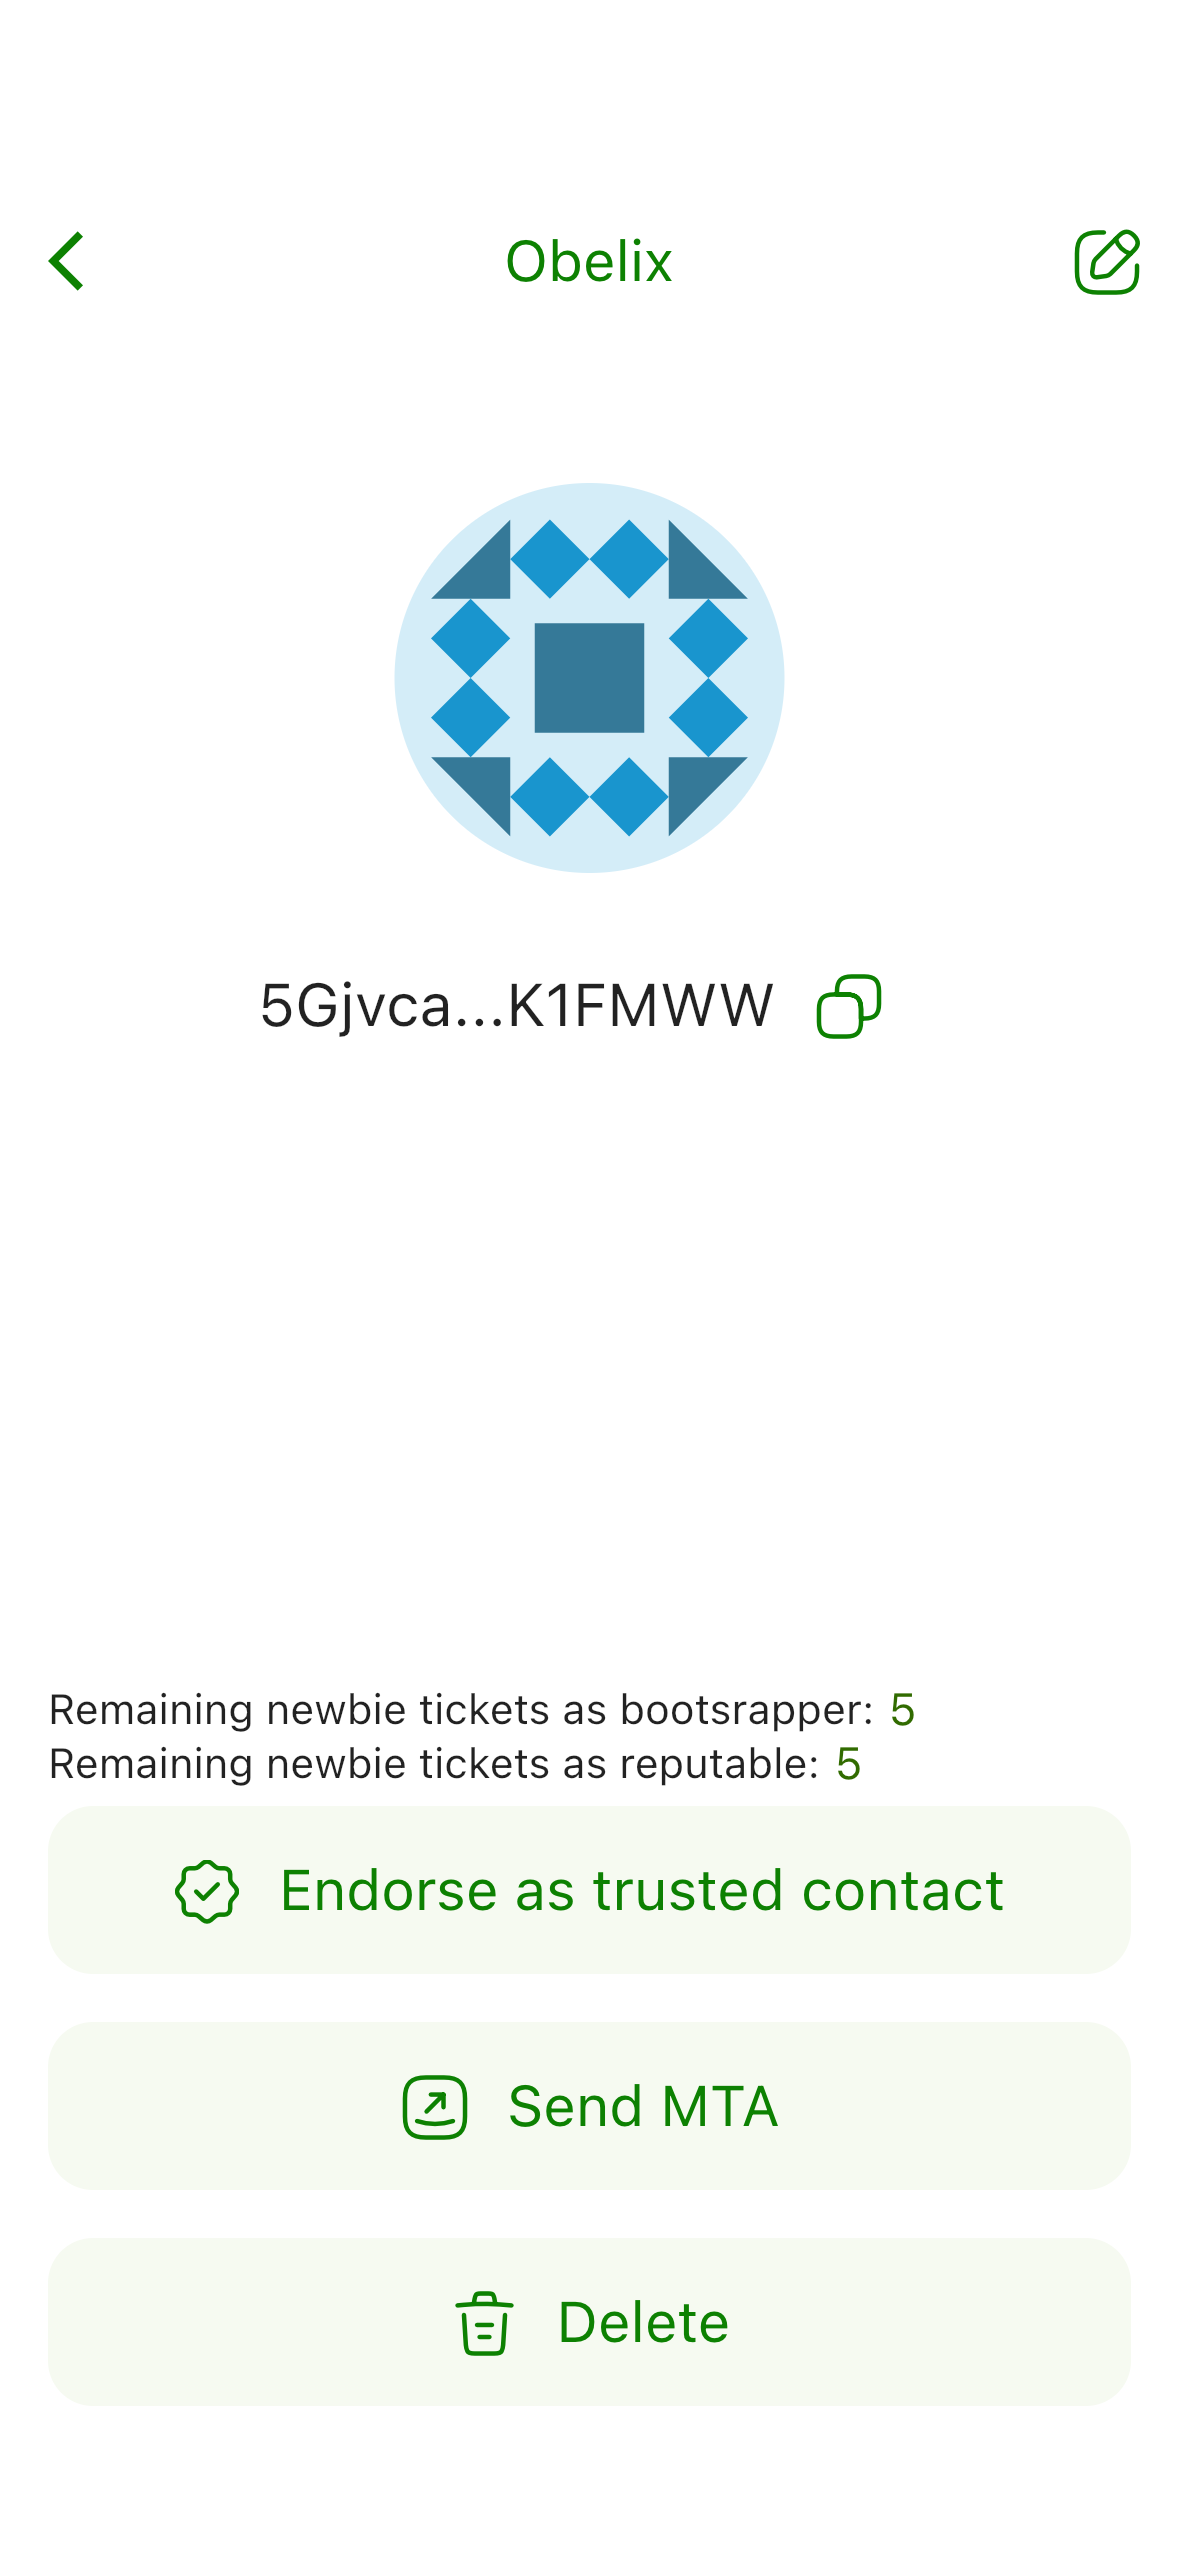 Obelix
5Gjvca...K1FMWW
Remaining newbie tickets as bootsrapper: 5
Remaining newbie tickets as reputable: 5
Endorse as trusted contact
Send MTA
Delete